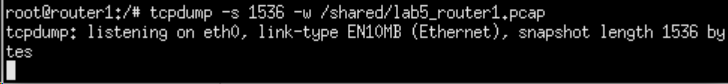 root@router1:/# tcpdump -s 1536 -w /shared/lab5_router1.pcap
tcpdump: listening on eth0, link-type EN10MB (Ethernet), snapshot length 1536 by
tes